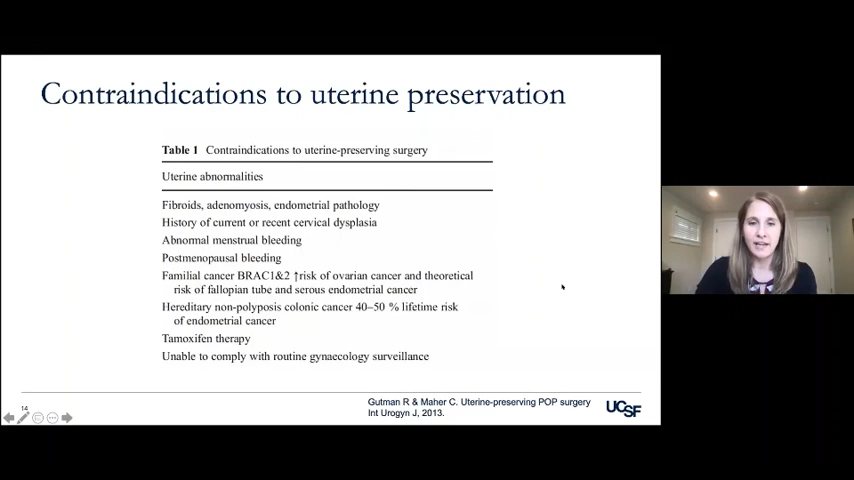 Contraindications to uterine preservation
Table 1 Contraindications to uterine-preserving surgery
Uterine abnormalities
Fibroids, adenomyosis, endometrial pathology
History of current or recent cervical dysplasia
Abnormal menstrual bleeding
Postmenopausal bleeding
Familial cancer BRAC1&2 ↑risk of ovarian cancer and theoretical
risk of fallopian tube and serous endometrial cancer
Hereditary non-polyposis colonic cancer 40–50 % lifetime risk
of endometrial cancer
Tamoxifen therapy
Unable to comply with routine gynaecology surveillance
14
Gutman R & Maher C. Uterine-preserving POP surgery
Int Urogyn J, 2013.
UCSF